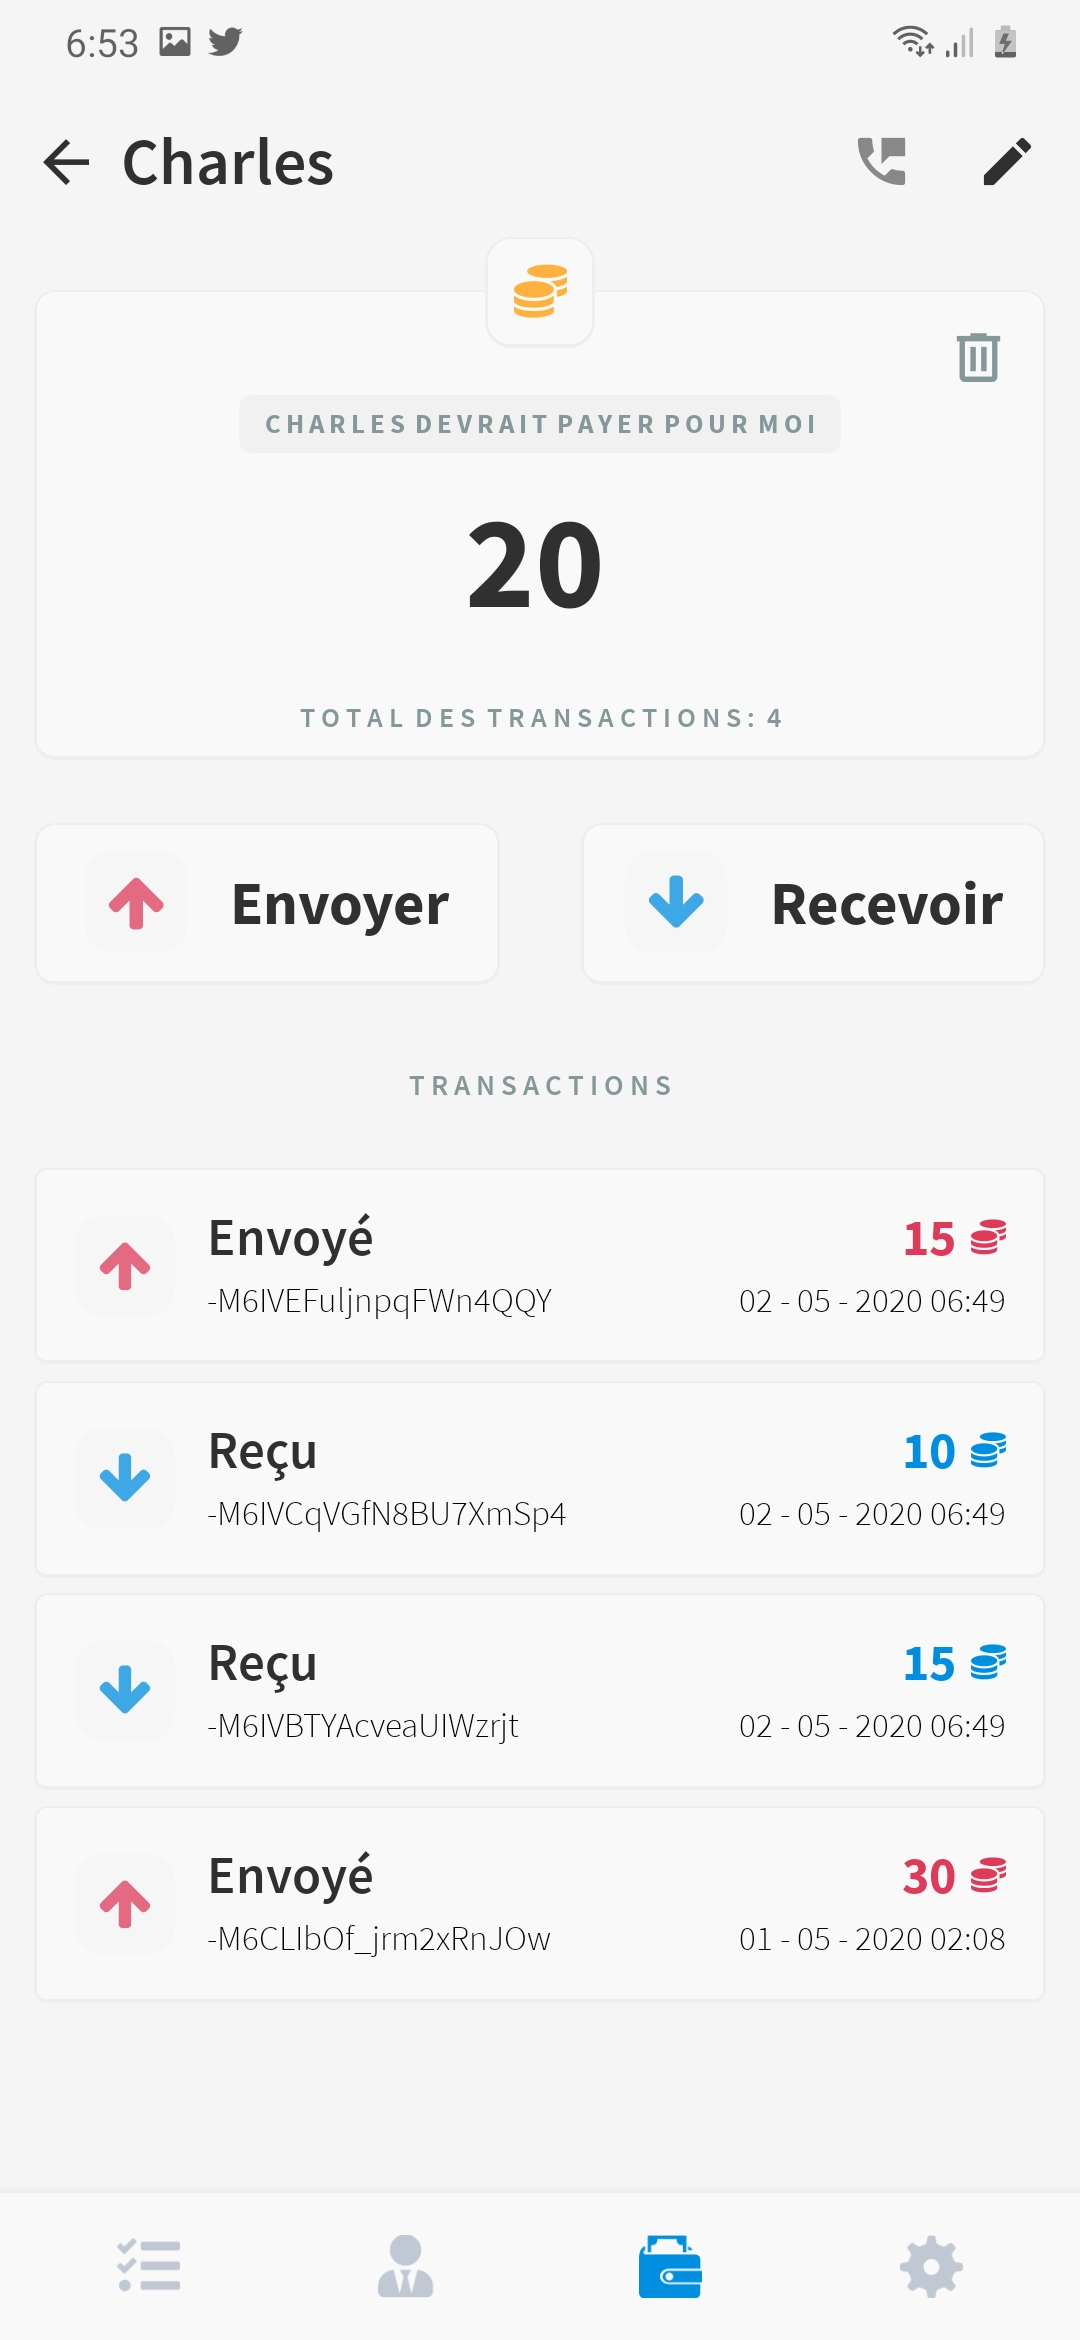 6:53
Charles
CHARLES DEVRAIT PAYER POUR MOI
20
TOTAL DES TRANSACTIONS: 4
Envoyer
Recevoir
TRANSACTIONS
Envoyé
15
-M6IVEFuljnpqFWn4QQY
02 - 05 - 2020 06:49
Reçu
10
-M6IVCqVGfN8BU7XmSp4
02 - 05 - 2020 06:49
Reçu
15
-M6IVBTYAcveaUIWzrjt
02 - 05 - 2020 06:49
Envoyé
30
-M6CLIbOf_jrm2xRnJOw
01 - 05 - 2020 02:08